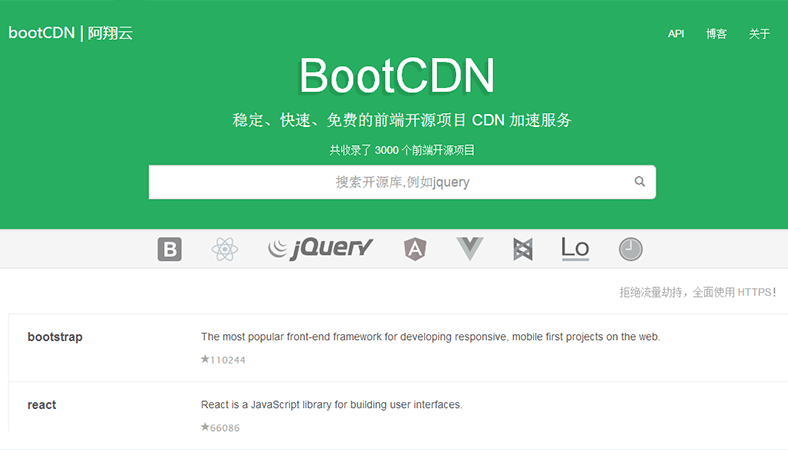 bootCDN | 阿翔云
API 博客 关于
BootCDN
稳定、快速、免费的前端开源项目 CDN 加速服务
共收录了 3000 个前端开源项目
搜索开源库,例如jquery
B jQuery A Lo
拒绝流量劫持，全面使用 HTTPS！
bootstrap The most popular front-end framework for developing responsive, mobile first projects on the web.
★110244
react React is a JavaScript library for building user interfaces.
★66086